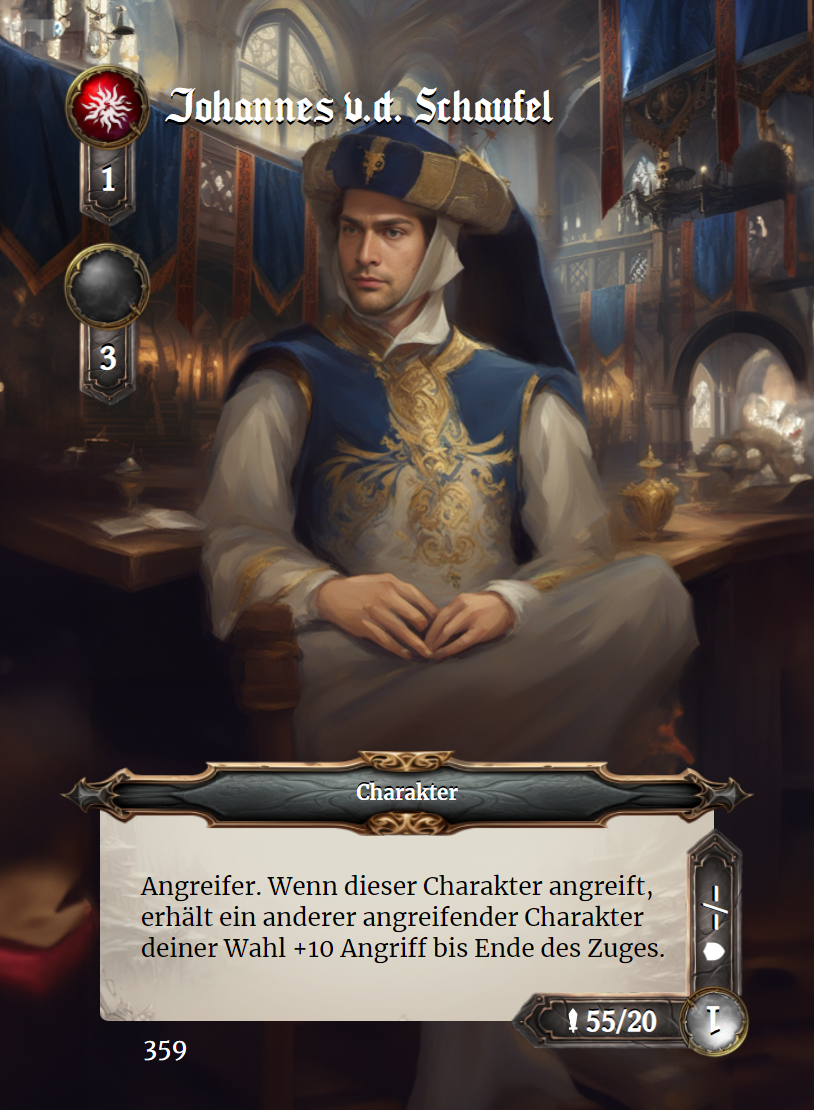 Johannes v.d. Schaufel
1
3
Charakter
Angreifer. Wenn dieser Charakter angreift,
erhält ein anderer angreifender Charakter
deiner Wahl +10 Angriff bis Ende des Zuges.
-/-
55/20
1
359